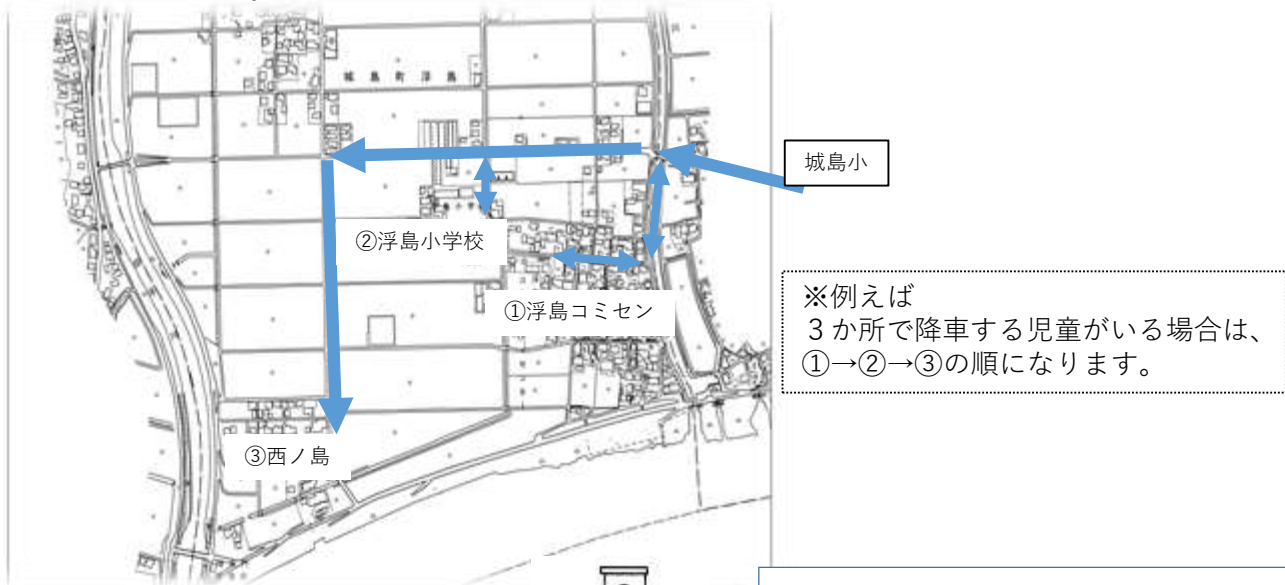 城島町浮島
城島小
②浮島小学校
①浮島コミセン
※例えば
３か所で降車する児童がいる場合は、
①→②→③の順になります。
③西ノ島